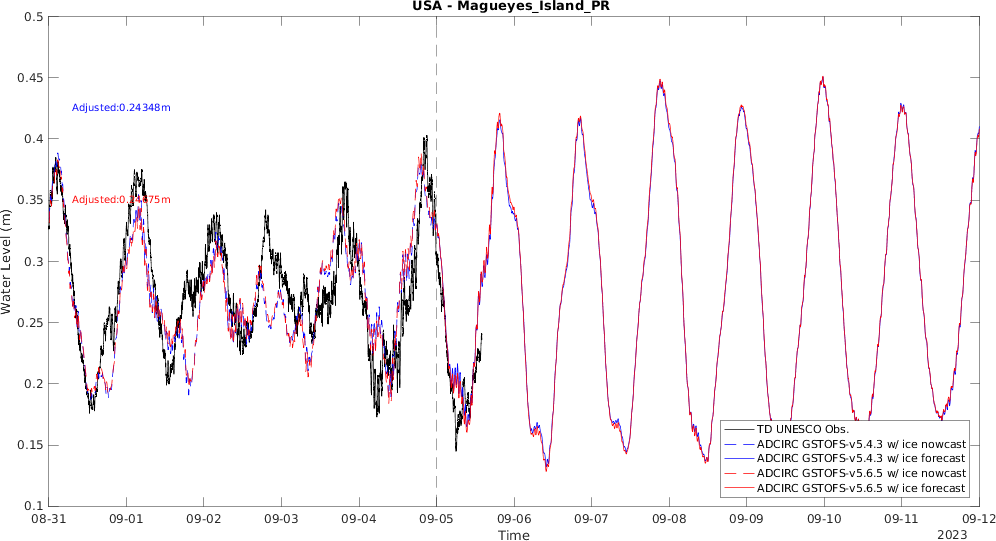 USA - Magueyes_Island_PR
0.5
0.45
0.4
0.35
0.3
0.25
0.2
0.15
0.1
Water Level (m)
Adjusted:0.24348m
TD UNESCO Obs.
ADCIRC GSTOFS-v5.4.3 w/ ice nowcast
ADCIRC GSTOFS-v5.4.3 w/ ice forecast
ADCIRC GSTOFS-v5.6.5 w/ ice nowcast
ADCIRC GSTOFS-v5.6.5 w/ ice forecast
08-31 09-01 09-02 09-03 09-04 09-05 09-06 09-07 09-08 09-09 09-10 09-11 09-12
Time
2023